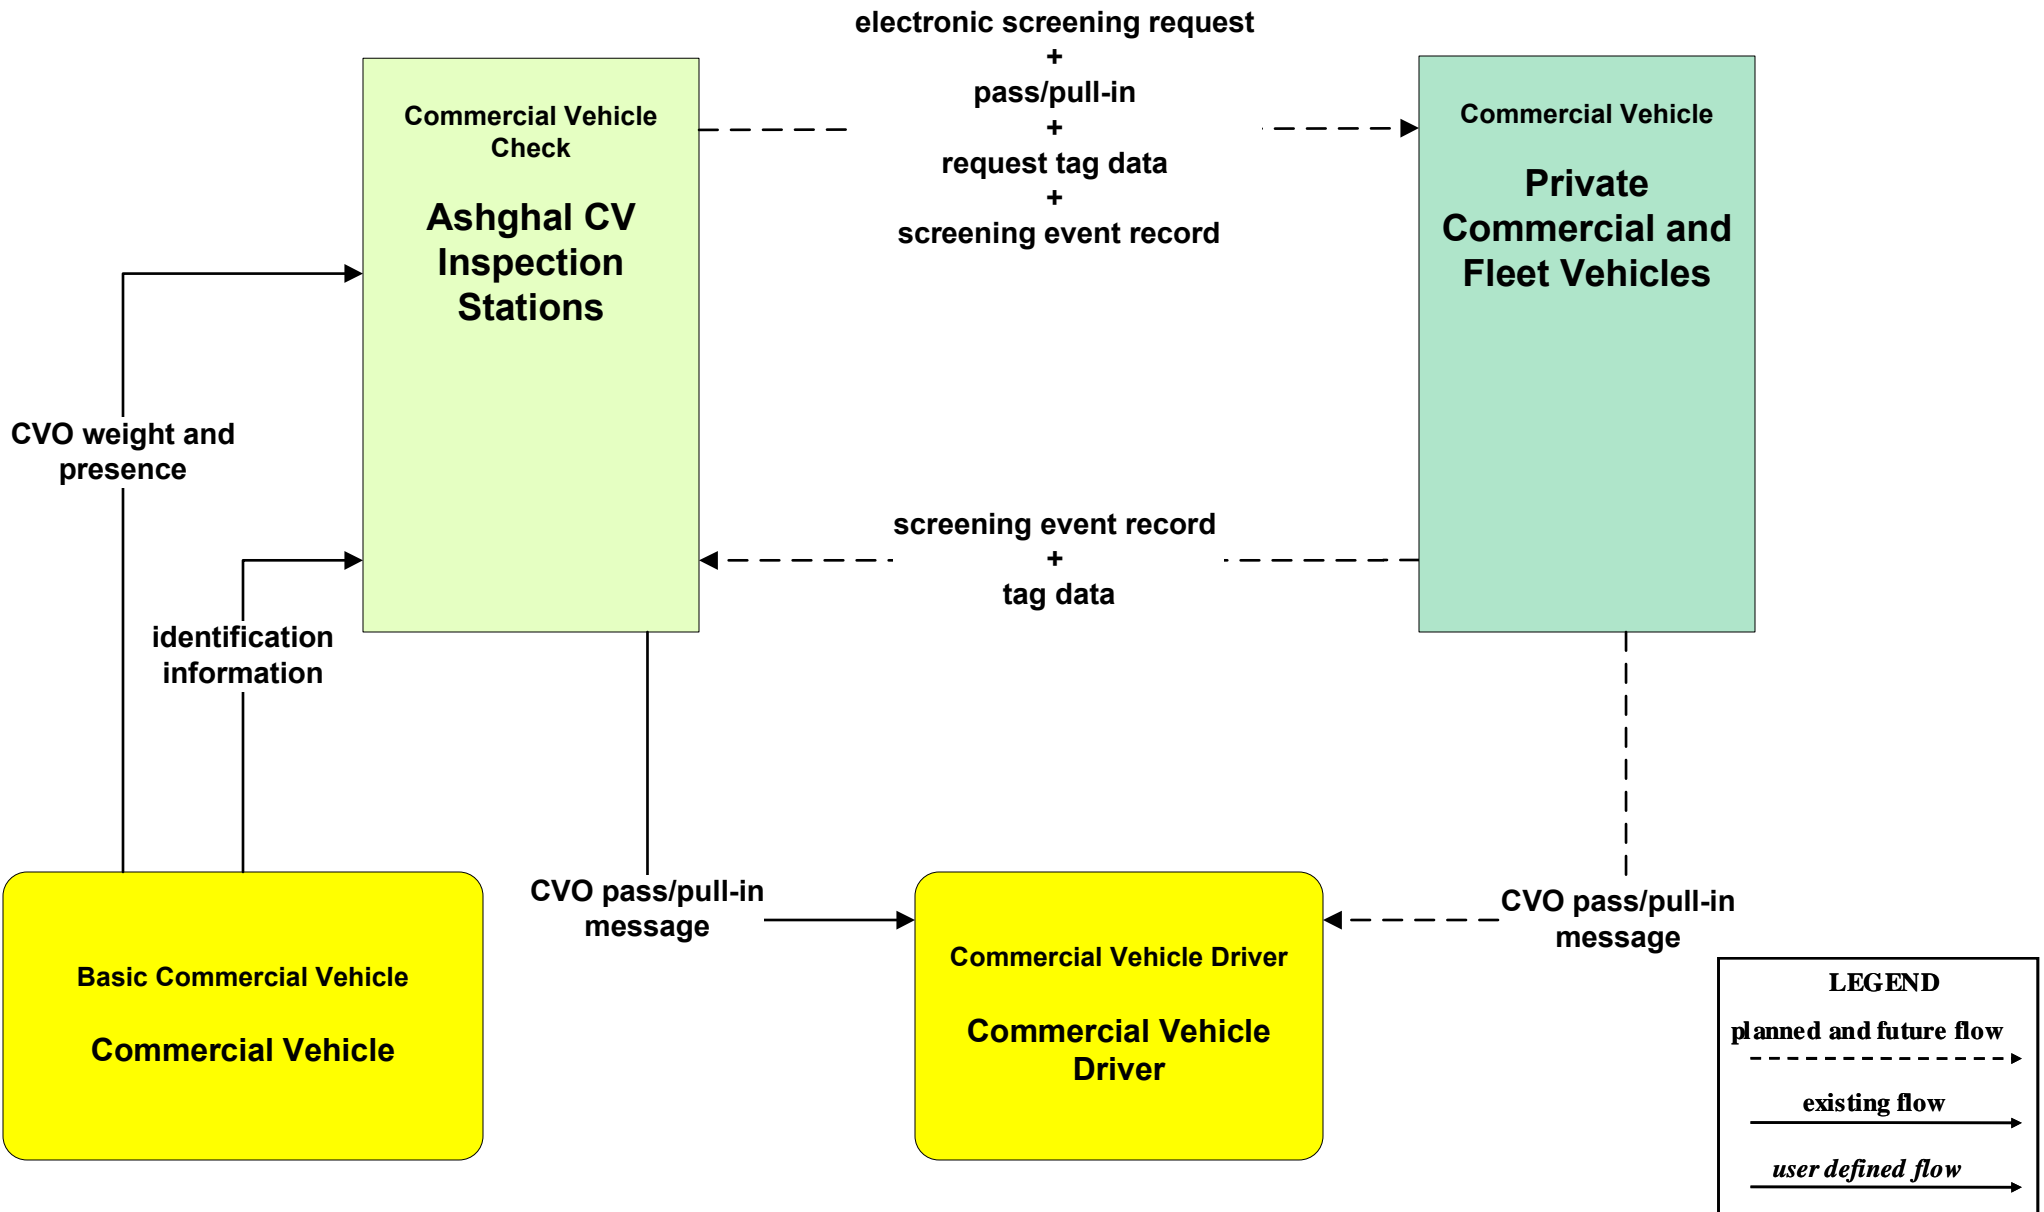 electronic screening request
+
pass/pull-in
+
request tag data
+
screening event record
Commercial Vehicle
Check
Ashghal CV
Inspection
Stations
Commercial Vehicle
Private
Commercial and
Fleet Vehicles
CVO weight and
presence
screening event record
+
tag data
identification
information
CVO pass/pull-in
message
CVO pass/pull-in
message
Basic Commercial Vehicle
Commercial Vehicle
Commercial Vehicle Driver
Commercial Vehicle
Driver
LEGEND
planned and future flow
existing flow
user defined flow